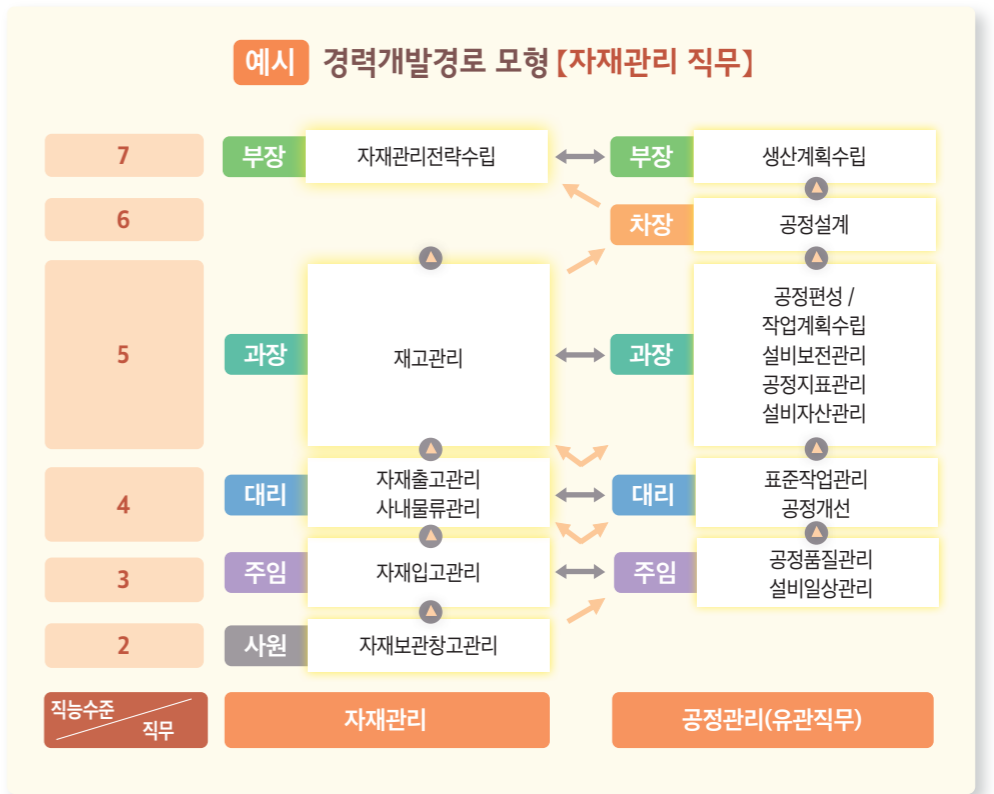 예시 경력개발경로 모형 【자재관리 직무】
7 부장 자재관리전략수립 부장 생산계획수립
6 차장 공정설계
5 과장 재고관리 과장
공정편성 /
작업계획수립
설비보전관리
공정지표관리
설비자산관리
4 대리
자재출고관리
사내물류관리
대리
표준작업관리
공정개선
3 주임 자재입고관리 주임
공정품질관리
설비일상관리
2 사원 자재보관창고관리
직능수준
직무
자재관리 공정관리(유관직무)